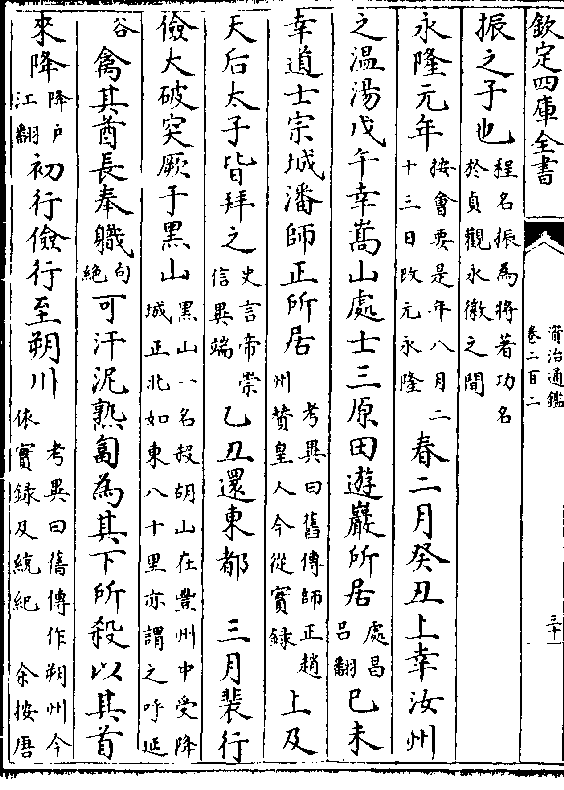 欽定四庫全書
資治通鑑
卷二百二
三十一
振之子也程名振為將著功名
於貞觀永徽之間
永隆元年按會要是年八月二
十三日改元永隆春二月癸丑上幸汝州
之温湯戊午幸嵩山處士三原田遊巖所居處昌
吕翻己未
幸道士宗城潘師正所居考異曰舊傳師正趙
州贊皇人今從實録上及
天后太子皆拜之史言帝崇
信異端乙丑還東都 三月裴行
儉大破突厥于黑山黑山一名殺胡山在豐州中受降
城正北如東八十里亦謂之呼延
谷禽其酋長奉職句
絶可汗泥熟匐為其下所殺以其首
來降降戶
江翻初行儉行至朔川考異曰舊傳作朔州今
依實録及統紀 余按唐